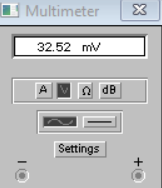 Multimeter
32.52 mV
A V Ω dB
Settings
− +